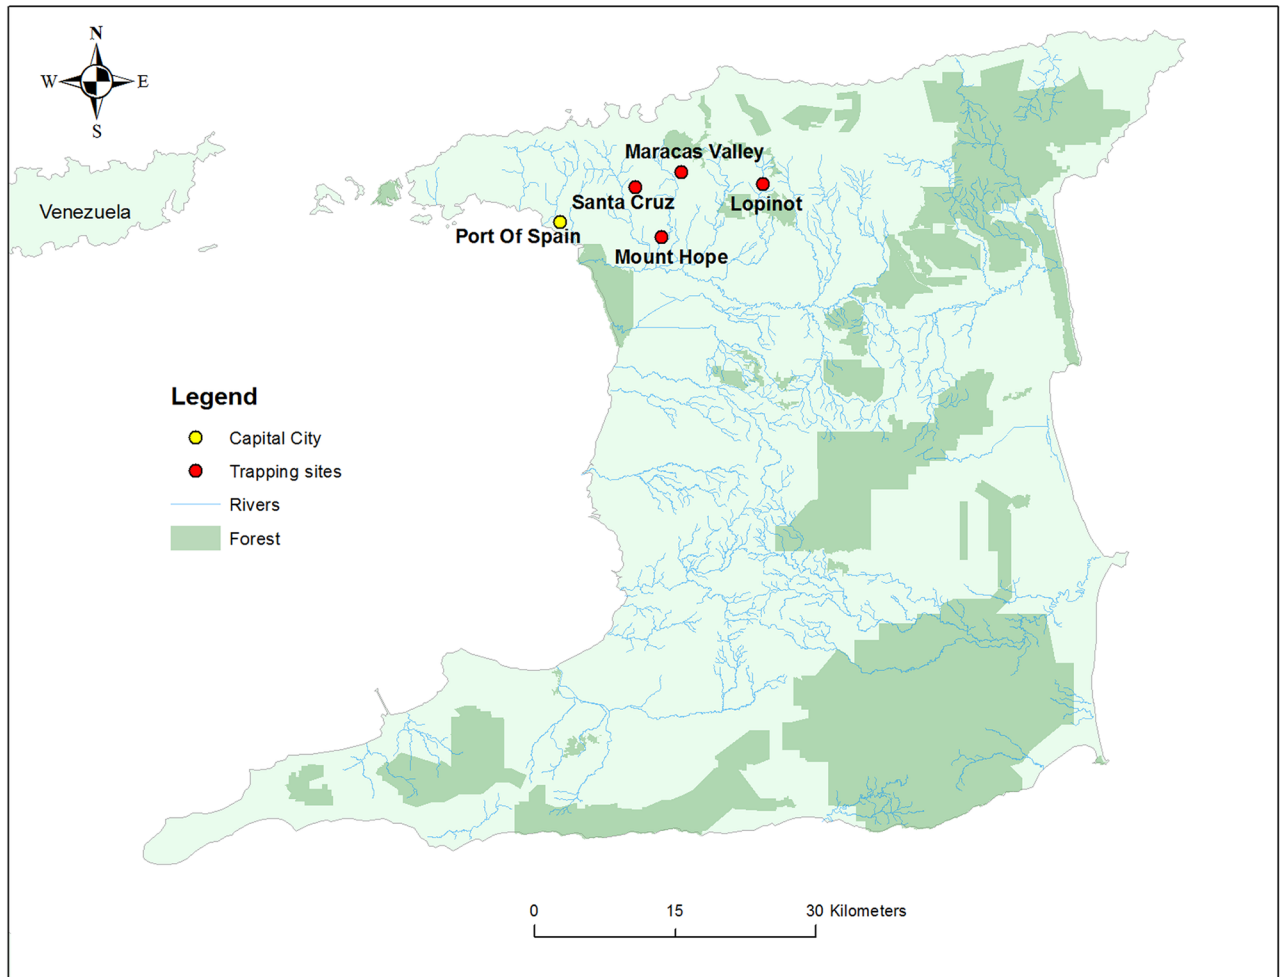 N
W E
S
Venezuela
Maracas Valley
Santa Cruz
Lopinot
Port Of Spain
Mount Hope
Legend
Capital City
Trapping sites
Rivers
Forest
0 15 30 Kilometers